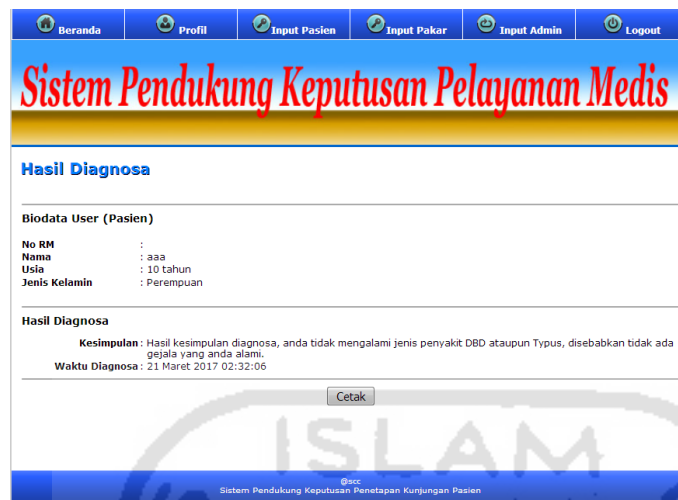 Beranda Profil Input Pasien Input Pakar Input Admin Logout
Sistem Pendukung Keputusan Pelayanan Medis
Hasil Diagnosa
Biodata User (Pasien)
No RM :
Nama : aaa
Usia : 10 tahun
Jenis Kelamin : Perempuan
Hasil Diagnosa
Kesimpulan : Hasil kesimpulan diagnosa, anda tidak mengalami jenis penyakit DBD ataupun Typus, disebabkan tidak ada
gejala yang anda alami.
Waktu Diagnosa : 21 Maret 2017 02:32:06
Cetak
ISLAM
@scc
Sistem Pendukung Keputusan Penetapan Kunjungan Pasien